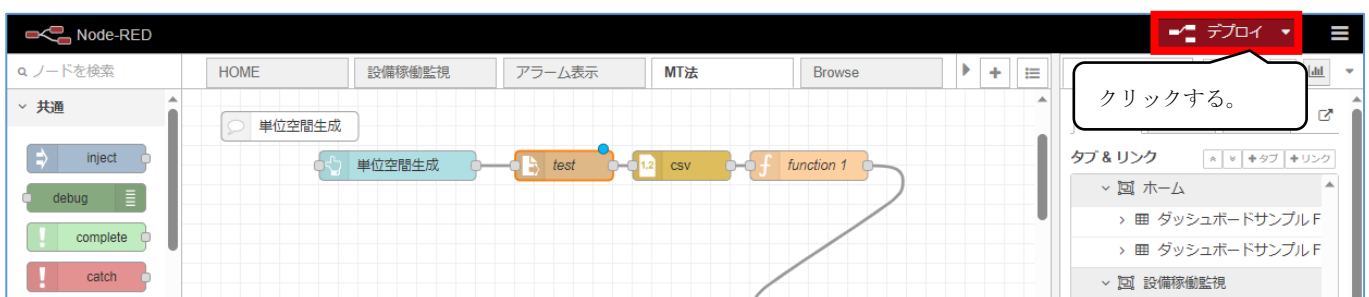 Node-RED
デプロイ
ノードを検索
HOME
設備稼働監視
アラーム表示
MT法
Browse
クリックする。
共通
単位空間生成
inject
単位空間生成
test
1,2
csv
f
function 1
タブ & リンク
+タブ
+リンク
debug
ホーム
ダッシュボードサンプル F
complete
ダッシュボードサンプル F
catch
設備稼働監視